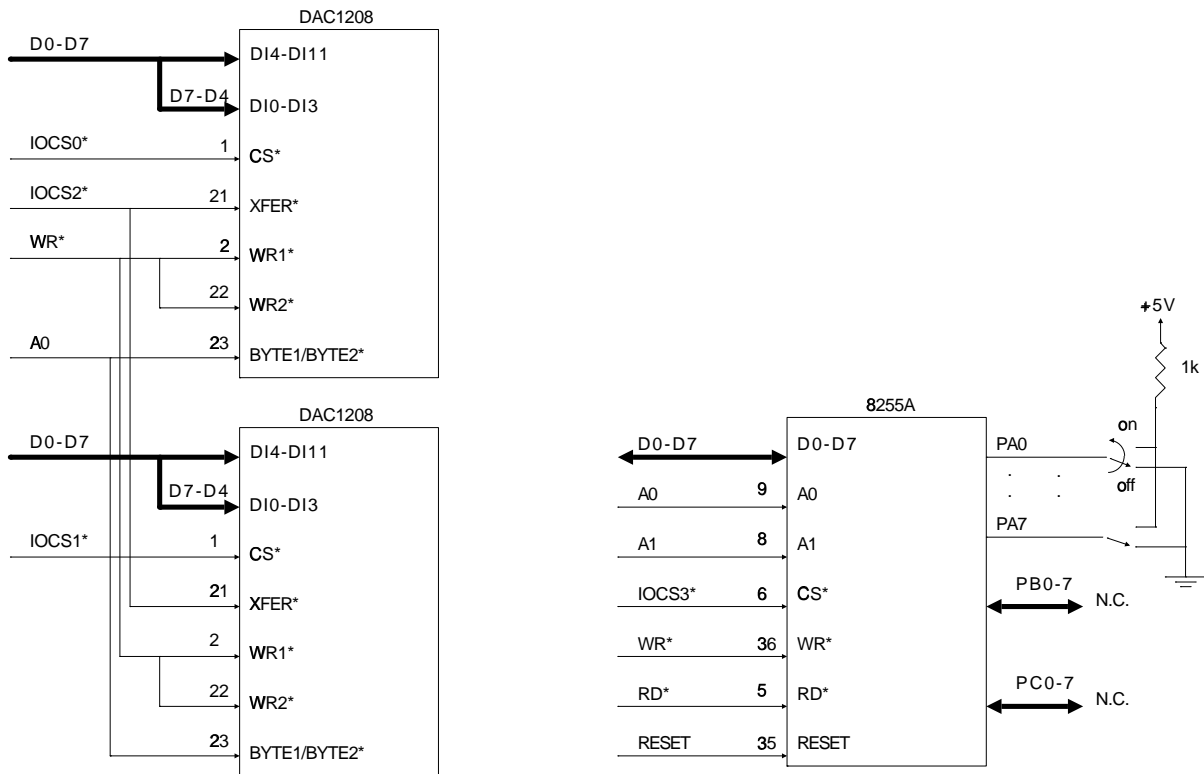 DAC1208
D0-D7
DI4-DI11
D7-D4
DI0-DI3
IOCS0*
1
CS*
IOCS2*
21
XFER*
WR*
2
WR1*
22
WR2*
A0
23
BYTE1/BYTE2*
DAC1208
D0-D7
DI4-DI11
D7-D4
DI0-DI3
IOCS1*
1
CS*
21
XFER*
2
WR1*
22
WR2*
23
BYTE1/BYTE2*
8255A
D0-D7
D0-D7
A0
9
A0
A1
8
A1
IOCS3*
6
CS*
WR*
36
WR*
RD*
5
RD*
RESET
35
RESET
+5V
1k
on
PA0
off
PA7
PB0-7
N.C.
PC0-7
N.C.